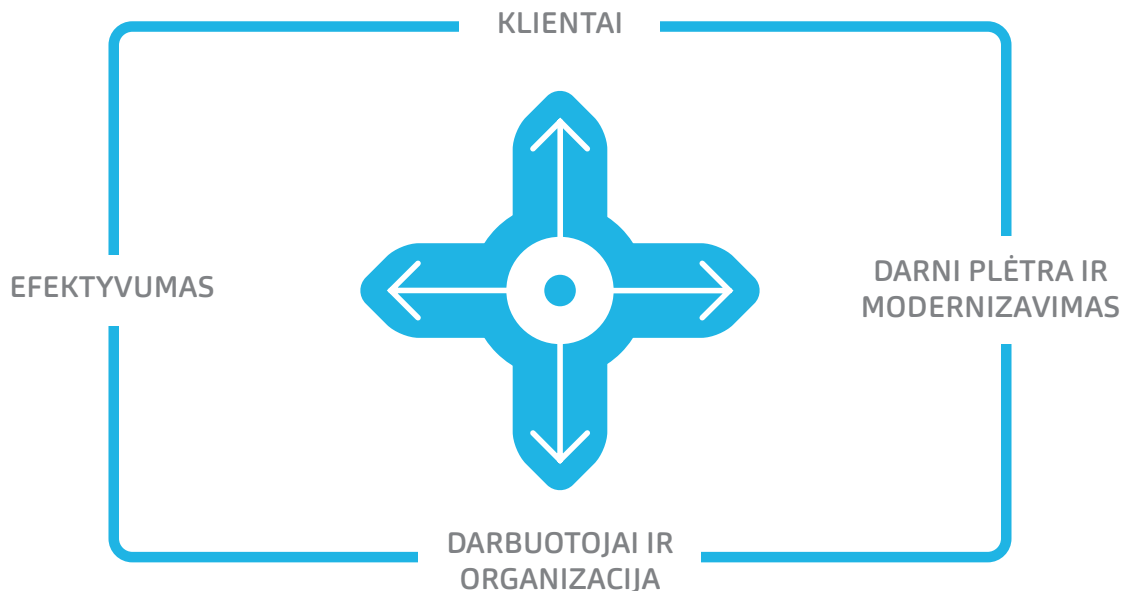 KLIENTAI
EFEKTYVUMAS
DARNI PLĖTRA IR
MODERNIZAVIMAS
DARBUOTOJAI IR
ORGANIZACIJA